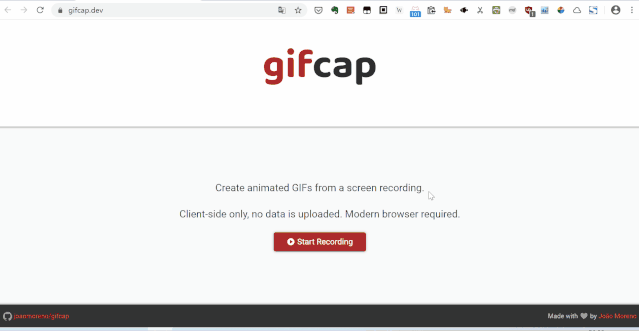 gifcap.dev
gifcap
Create animated GIFs from a screen recording.
Client-side only, no data is uploaded. Modern browser required.
Start Recording
joaomoreno/gifcap
Made with by João Moreno